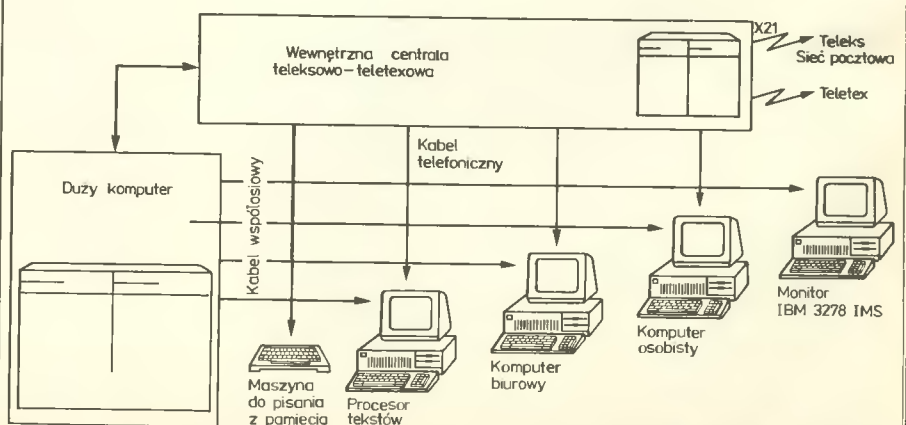 X21
Wewnętrzna centrala
teleksowo-teletexowa
Teleks
Sieć pocztowa
Teletex
Kabel
telefoniczny
Kabel współosiowy
Duży komputer
Maszyna
do pisania
z pamięcią
Procesor
tekstów
Komputer
biurowy
Komputer
osobisty
Monitor
IBM 3278 IMS